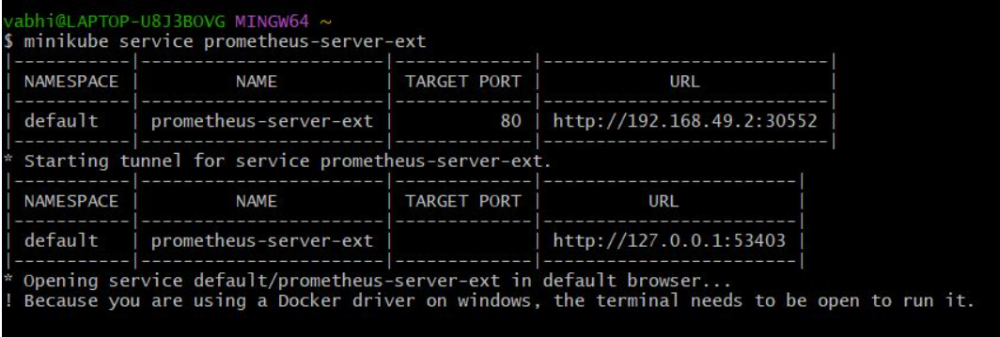 vabhi@LAPTOP-U8J3BOVG MINGW64 ~
$ minikube service prometheus-server-ext
|-----------|-----------------------|-------------|---------------------------|
| NAMESPACE |         NAME          | TARGET PORT |            URL            |
|-----------|-----------------------|-------------|---------------------------|
| default   | prometheus-server-ext |          80 | http://192.168.49.2:30552 |
|-----------|-----------------------|-------------|---------------------------|
* Starting tunnel for service prometheus-server-ext.
|-----------|-----------------------|-------------|------------------------|
| NAMESPACE |         NAME          | TARGET PORT |          URL           |
|-----------|-----------------------|-------------|------------------------|
| default   | prometheus-server-ext |             | http://127.0.0.1:53403 |
|-----------|-----------------------|-------------|------------------------|
* Opening service default/prometheus-server-ext in default browser...
! Because you are using a Docker driver on windows, the terminal needs to be open to run it.